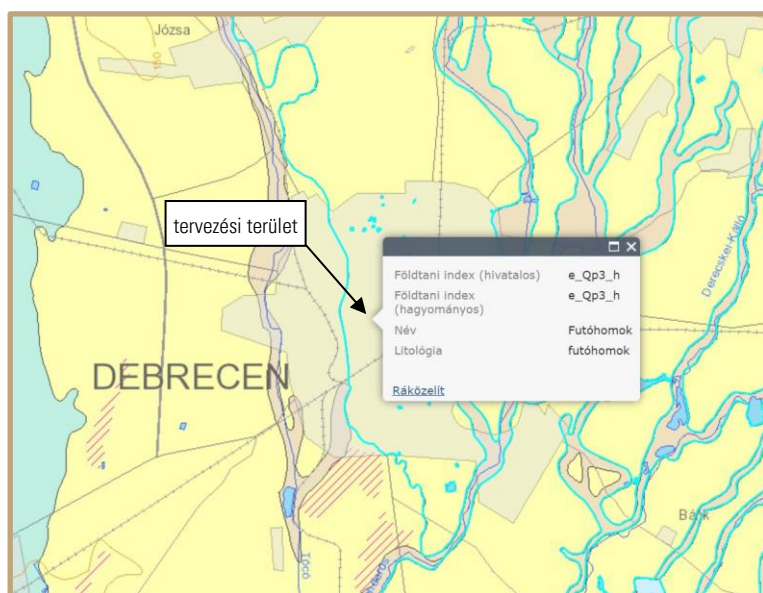 Józsa
150
tervezési terület
Földtani index (hivatalos) e_Qp3_h
Földtani index
(hagyományos) e_Qp3_h
Név Futóhomok
Litológia futóhomok
Ráközelít
Derecskei-Kálló
DEBRECEN
Tócó